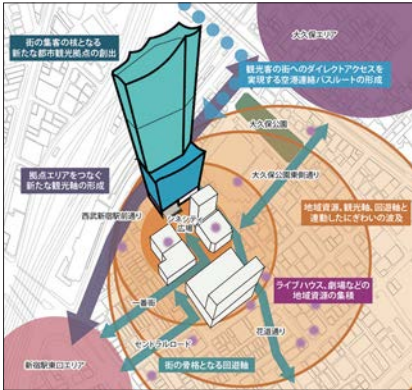 大久保エリア
街の集客の核となる
新たな都市観光拠点の創出
観光客の街へのダイレクトアクセスを
実現する空港連絡バスルートの形成
大久保公園
拠点エリアをつなぐ
新たな観光軸の形成
大久保公園東側通り
西武新宿駅前通り
シネシティ
広場
地域資源、観光軸、回遊軸と
連動したにぎわいの波及
ライブハウス、劇場などの
地域資源の集積
一番街
セントラルロード
花道通り
新宿駅東口エリア
街の骨格となる回遊軸